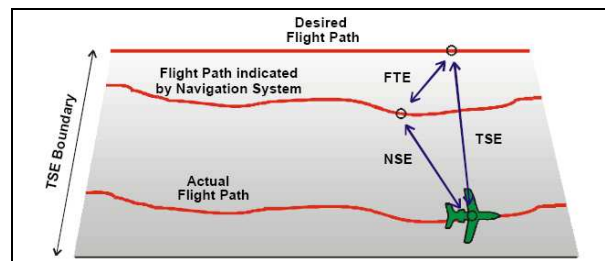 Desired
Flight Path
Flight Path indicated
by Navigation System
FTE
TSE Boundary
NSE
TSE
Actual
Flight Path